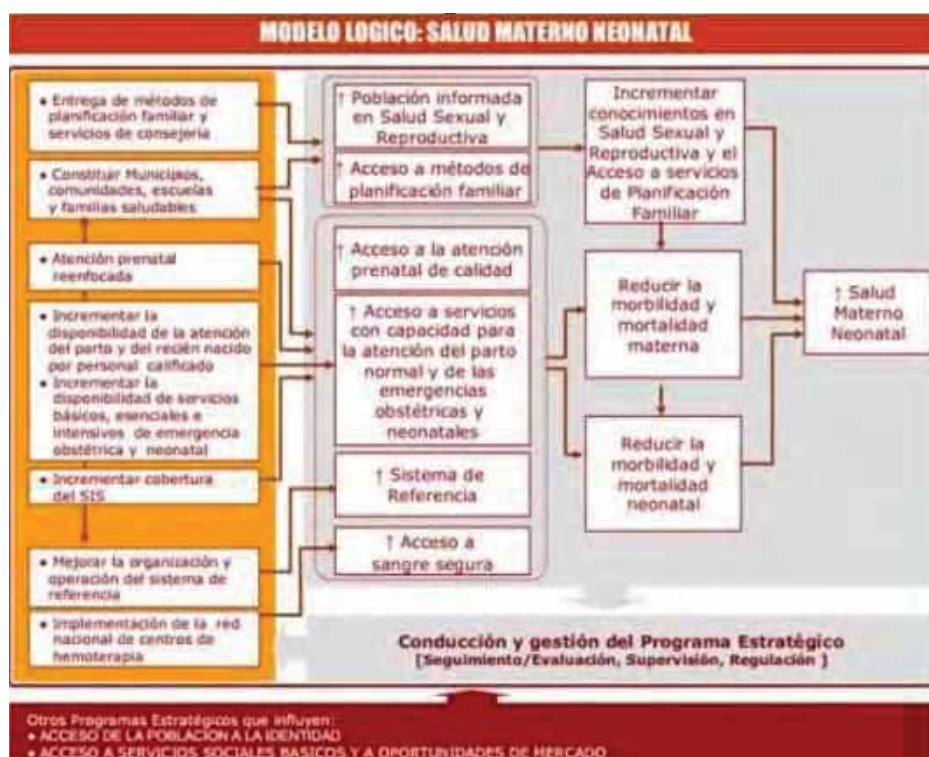 MODELO LOGICO: SALUD MATERNO NEONATAL
• Entrega de métodos de
planificación familiar y
servicios de consejería
• Constituir Municipios,
comunidades, escuelas
y familias saludables
• Atención prenatal
reenfocada
• Incrementar la
disponibilidad de la atención
del parto y del recién nacido
por personal calificado
• Incrementar la
disponibilidad de servicios
básicos, esenciales e
intensivos de emergencia
obstétrica y neonatal
• Incrementar cobertura
del SIS
• Mejorar la organización y
operación del sistema de
referencia
• Implementación de la red
nacional de centros de
hemoterapia
↑ Población informada
en Salud Sexual y
Reproductiva
↑ Acceso a métodos de
planificación familiar
↑ Acceso a la atención
prenatal de calidad
↑ Acceso a servicios
con capacidad para
la atención del parto
normal y de las
emergencias
obstétricas y
neonatales
↑ Sistema de
Referencia
↑ Acceso a
sangre segura
Incrementar
conocimientos en
Salud Sexual y
Reproductiva y el
Acceso a servicios
de Planificación
Familiar
Reducir la
morbilidad y
mortalidad
materna
Reducir la
morbilidad y
mortalidad
neonatal
↑ Salud
Materno
Neonatal
Conducción y gestión del Programa Estratégico
[Seguimiento/Evaluación, Supervisión, Regulación ]
Otros Programas Estratégicos que influyen:
• ACCESO DE LA POBLACION A LA IDENTIDAD
• ACCESO A SERVICIOS SOCIALES BASICOS Y A OPORTUNIDADES DE MERCADO